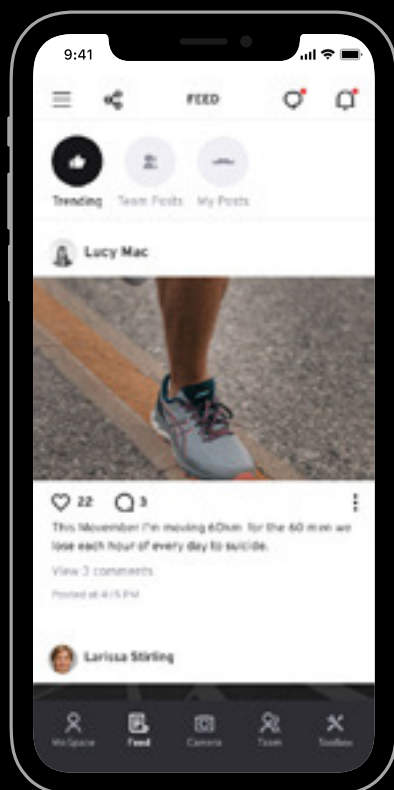 9:41
FEED
Trending Team Posts My Posts
Lucy Mac
22 3
This Movember I'm moving 60km for the 60 men we
lose each hour of every day to suicide.
View 3 comments
Posted at 4:15 PM
Larissa Stirling
MoSpace Feed Camera Team Toolbox